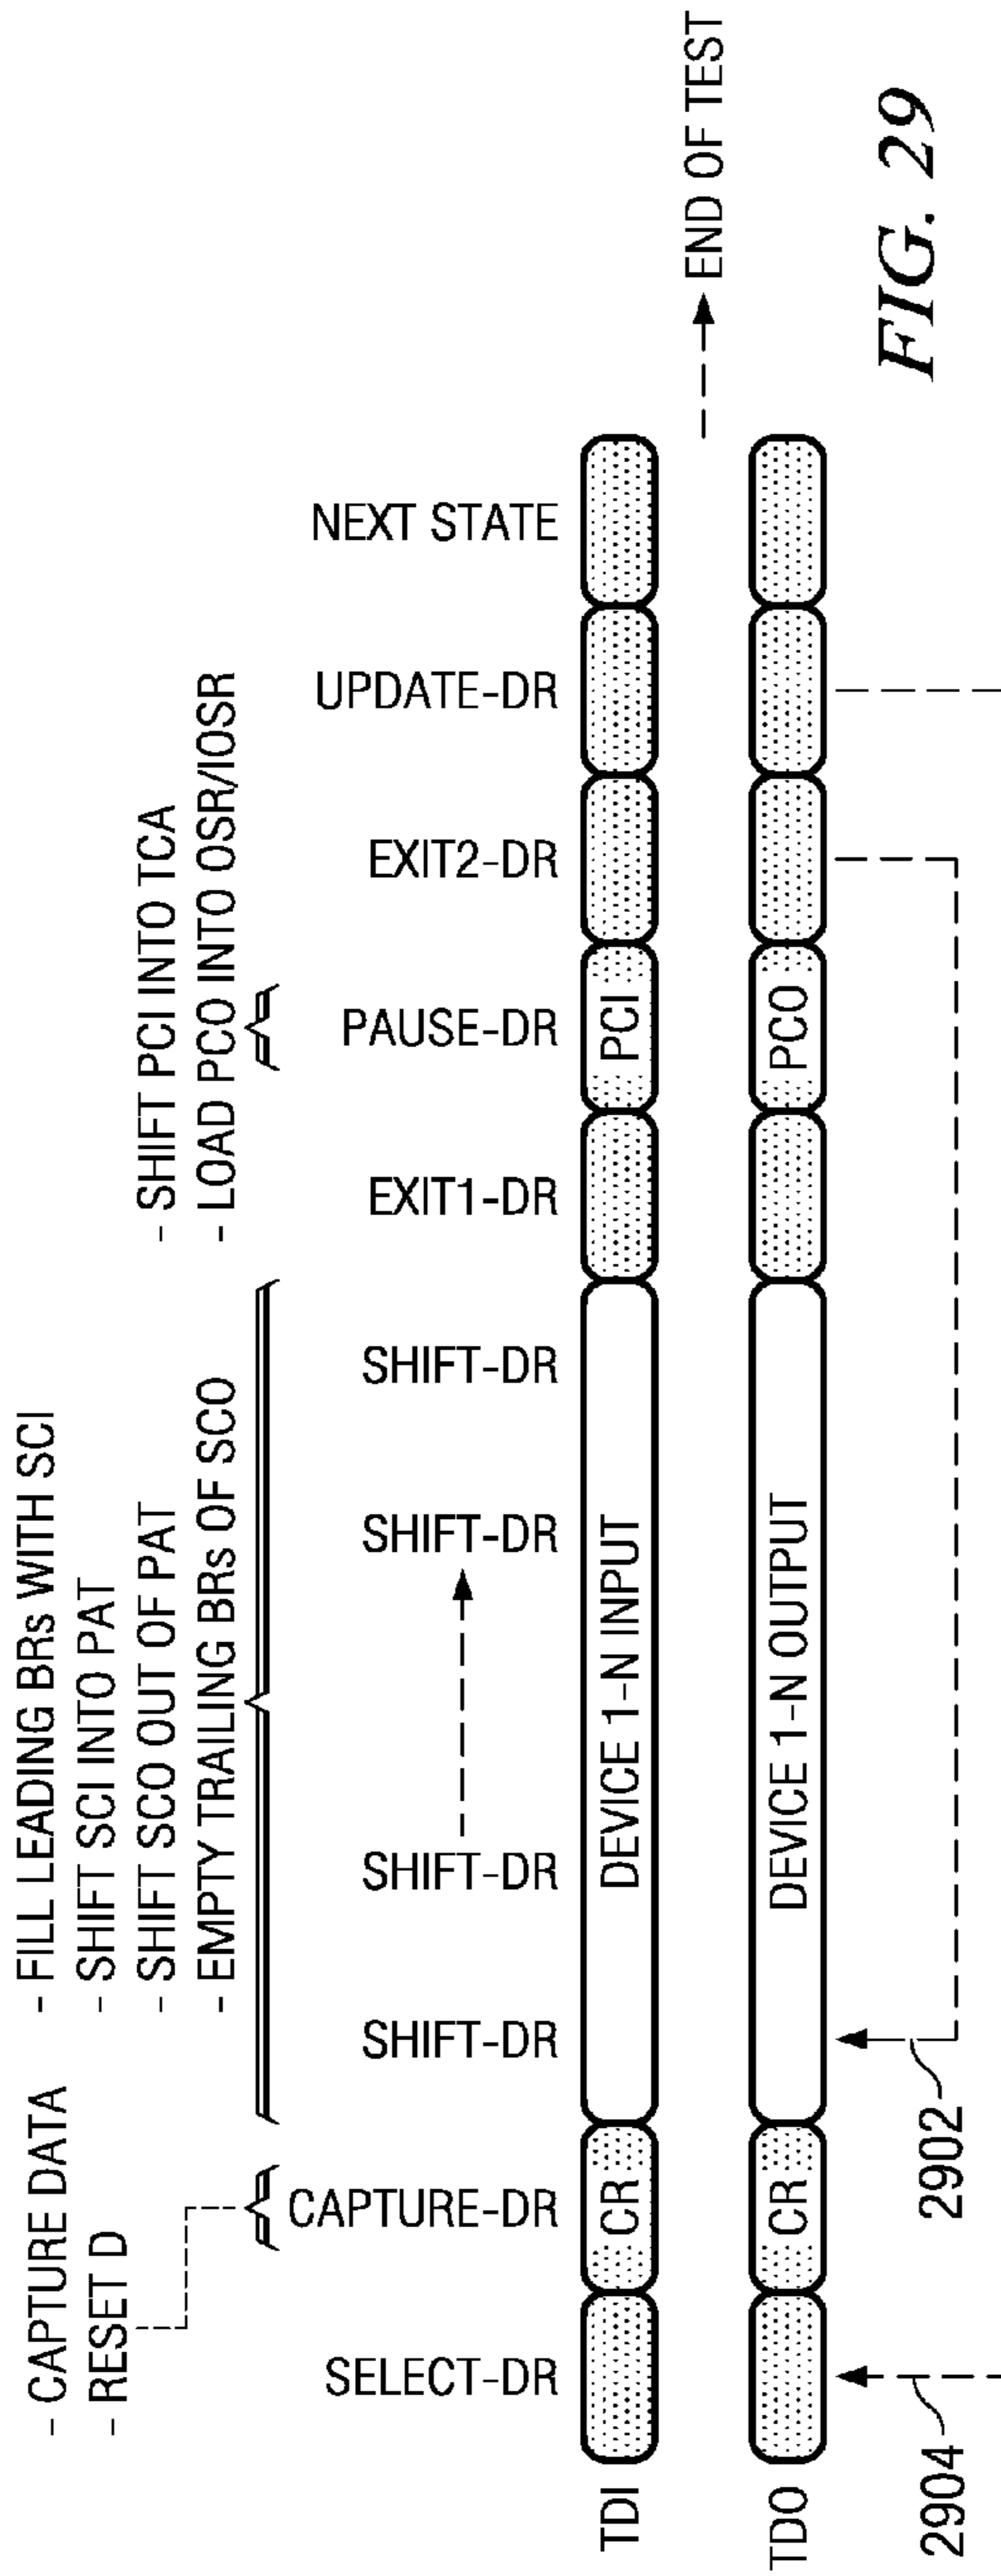 - CAPTURE DATA
- RESET D
- FILL LEADING BRs WITH SCI
- SHIFT SCI INTO PAT
- SHIFT SCO OUT OF PAT
- EMPTY TRAILING BRs OF SCO
- SHIFT PCI INTO TCA
- LOAD PCO INTO OSR/IOSR
SELECT-DR
CAPTURE-DR
SHIFT-DR
SHIFT-DR
SHIFT-DR
SHIFT-DR
EXIT1-DR
PAUSE-DR
EXIT2-DR
UPDATE-DR
NEXT STATE
TDI
CR
DEVICE 1-N INPUT
PCI
END OF TEST
TDO
CR
DEVICE 1-N OUTPUT
PCO
2902
2904
FIG. 29